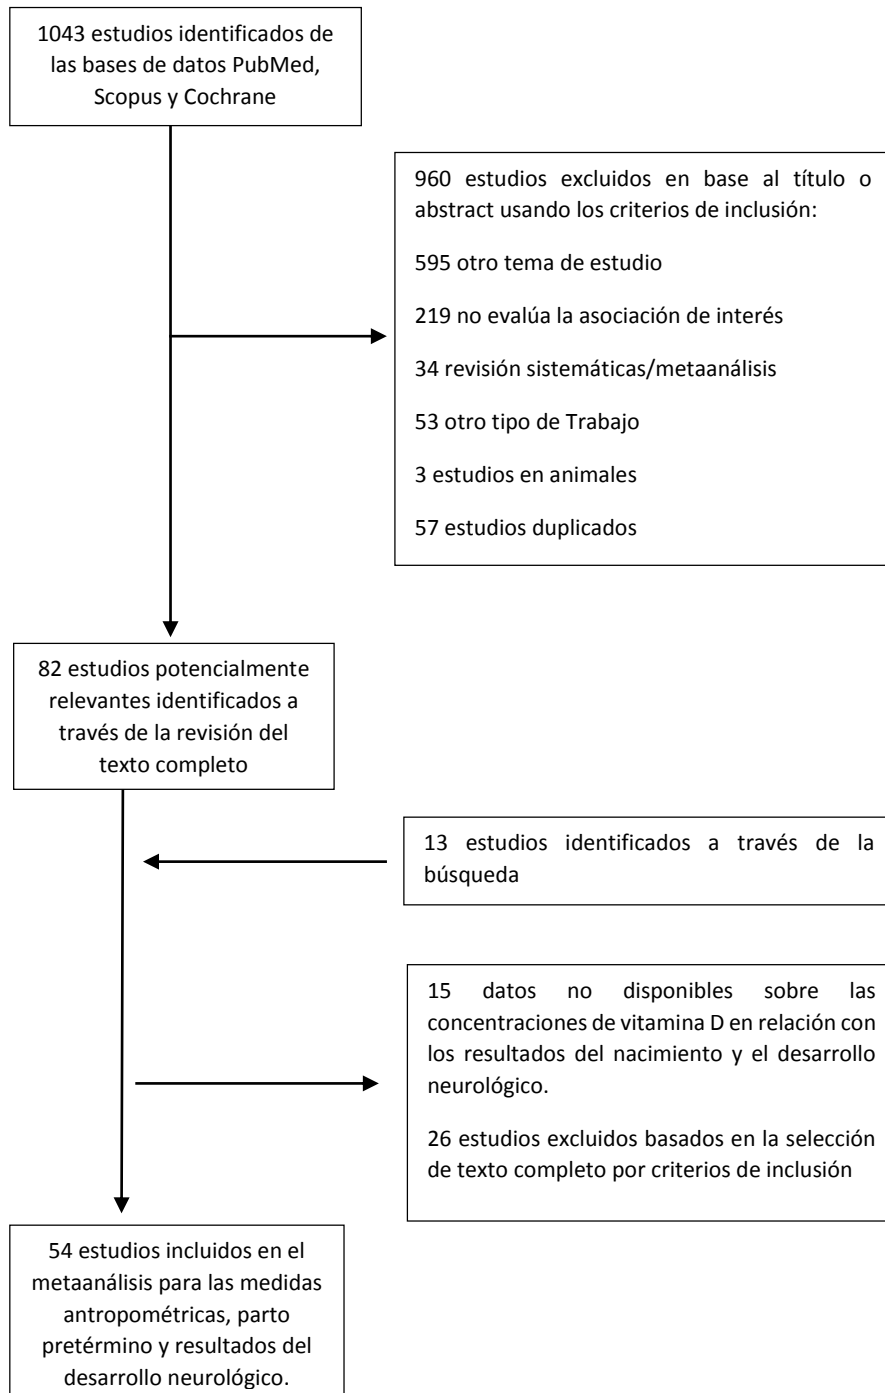 1043 estudios identificados de
las bases de datos PubMed,
Scopus y Cochrane
960 estudios excluidos en base al título o
abstract usando los criterios de inclusión:
595 otro tema de estudio
219 no evalúa la asociación de interés
34 revisión sistemáticas/metaanálisis
53 otro tipo de Trabajo
3 estudios en animales
57 estudios duplicados
82 estudios potencialmente
relevantes identificados a
través de la revisión del
texto completo
13 estudios identificados a través de la
búsqueda
15 datos no disponibles sobre las
concentraciones de vitamina D en relación con
los resultados del nacimiento y el desarrollo
neurológico.
26 estudios excluidos basados en la selección
de texto completo por criterios de inclusión
54 estudios incluidos en el
metaanálisis para las medidas
antropométricas, parto
pretérmino y resultados del
desarrollo neurológico.